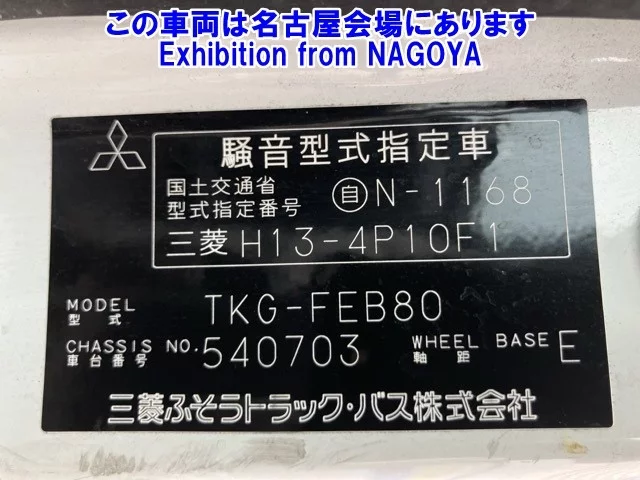 この車両は名古屋会場にあります
Exhibition from NAGOYA
騒音型式指定車
国土交通省
型式指定番号 自N-1168
三菱 H13-4P10F1
MODEL
型式 TKG-FEB80
CHASSIS NO. 540703 WHEEL BASE E
車台番号 軸距
三菱ふそうトラック・バス株式会社